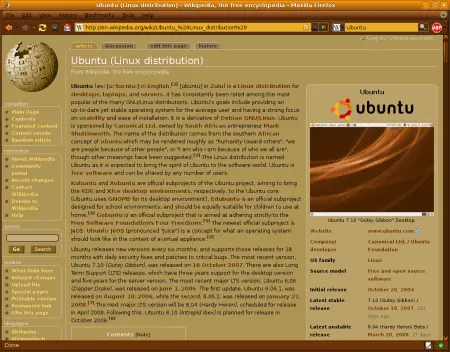 Ubuntu (Linux distribution) - Wikipedia, the free encyclopedia - Mozilla Firefox
File Edit View History Bookmarks Tools Help
http://en.wikipedia.org/wiki/Ubuntu_%28Linux_distribution%29
Ubuntu
article discussion edit this page history
Ubuntu (Linux distribution)
From Wikipedia, the free encyclopedia
navigation
Main Page
Contents
Featured content
Current events
Random article
interaction
About Wikipedia
Community portal
Recent changes
Contact Wikipedia
Donate to Wikipedia
Help
search
Go Search
toolbox
What links here
Related changes
Upload file
Special pages
Printable version
Permanent link
Cite this page
languages
in English, [ùbúntú] in Zulu) is a Linux distribution for
desktops, laptops, and servers. It has consistently been rated among the most
popular of the many GNU/Linux distributions. Ubuntu's goals include providing an
up-to-date yet stable operating system for the average user and having a strong focus
on usability and ease of installation. It is a derivative of Debian GNU/Linux. Ubuntu
is sponsored by Canonical Ltd, owned by South African entrepreneur Mark
Shuttleworth. The name of the distribution comes from the southern African
concept of ubuntu which may be rendered roughly as "humanity toward others", "we
are people because of other people", or "I am who I am because of who we all are",
though other meanings have been suggested. The Linux distribution is named
Ubuntu as it is expected to bring the spirit of Ubuntu to the software world. Ubuntu is
free software and can be shared by any number of users.
Kubuntu and Xubuntu are official subprojects of the Ubuntu project, aiming to bring
the KDE and Xfce desktop environments, respectively, to the Ubuntu core
(Ubuntu uses GNOME for its desktop environment). Edubuntu is an official subproject
designed for school environments, and should be equally suitable for children to use at
home. Gobuntu is an official subproject that is aimed at adhering strictly to the
Free Software Foundation's Four Freedoms. The newest official subproject is
JeOS. Ubuntu JeOS (pronounced "Juice") is a concept for what an operating system
should look like in the context of a virtual appliance.
Ubuntu releases new versions every six months, and supports those releases for 18
months with daily security fixes and patches to critical bugs. The most recent version,
Ubuntu 7.10 (Gutsy Gibbon), was released on 18 October 2007. There are also Long
Term Support (LTS) releases, which have three years support for the desktop version
and five years for the server version. The most recent major LTS version, Ubuntu 6.06
(Dapper Drake), was released on June 1, 2006. The first update, Ubuntu 6.06.1, was
released on August 10, 2006, while the second, 6.06.2, was released on January 21,
2008. The next major LTS version will be 8.04 (Hardy Heron), scheduled for release
in April 2008. Following this, Ubuntu 8.10 (Intrepid Ibex) is planned for release in
October 2008.
Contents [hide]
Ubuntu
ubuntu
Ubuntu 7.10 "Gutsy Gibbon" Desktop
Website www.ubuntu.com
Company/developer Canonical Ltd. / Ubuntu Foundation
OS family Linux
Source model Free and open source software
Initial release October 20, 2004
Latest stable release 7.10 (Gutsy Gibbon) / October 18, 2007
Latest unstable release 8.04 (Hardy Heron Beta) / March 20, 2008
Done